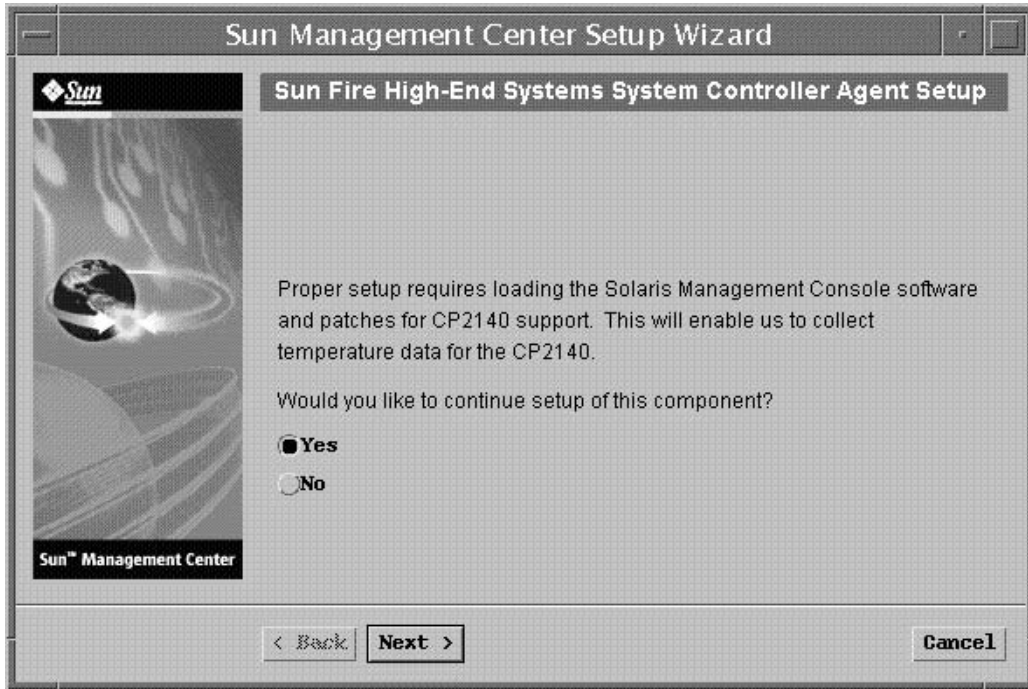 Sun Management Center Setup Wizard
Sun
Sun Fire High-End Systems System Controller Agent Setup
Proper setup requires loading the Solaris Management Console software
and patches for CP2140 support. This will enable us to collect
temperature data for the CP2140.
Would you like to continue setup of this component?
Yes
No
Sun™ Management Center
< Back
Next >
Cancel